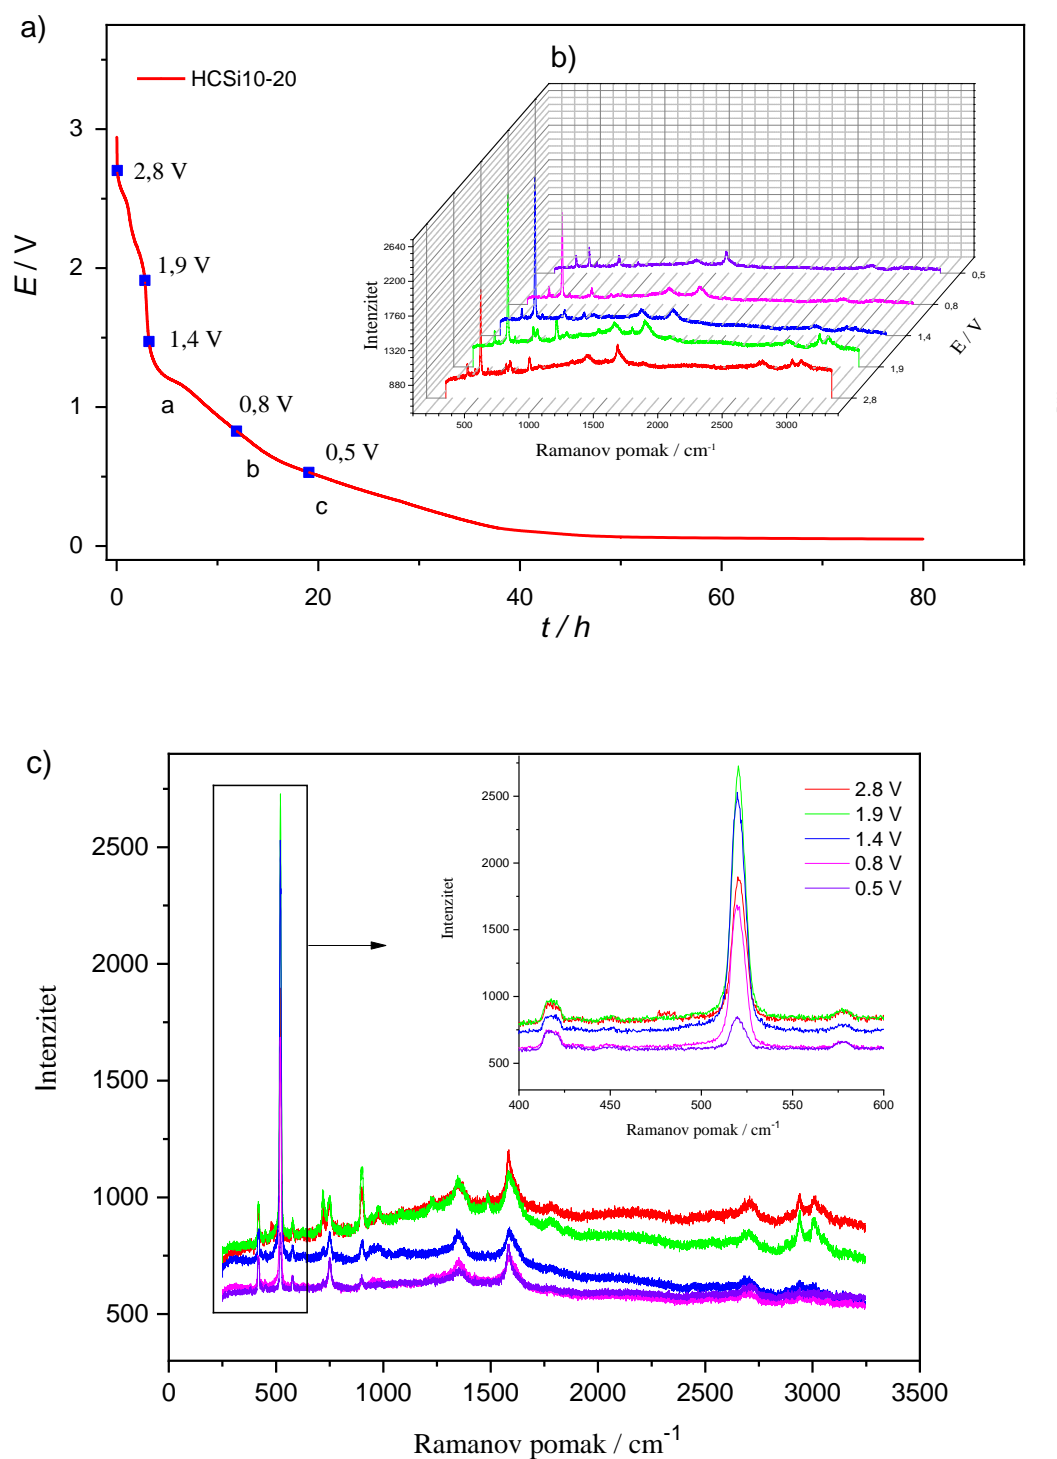 a)
HCSi10-20
b)
E / V
3
2
1
0
2,8 V
1,9 V
1,4 V
0,8 V
0,5 V
a
b
c
0
20
40
60
80
t / h
Intenzitet
2640
2200
1760
1320
880
500
1000
1500
2000
2500
3000
Ramanov pomak / cm-1
0,5
0,8
1,4
1,9
2,8
E / V
c)
Intenzitet
2500
2000
1500
1000
500
0
500
1000
1500
2000
2500
3000
3500
Ramanov pomak / cm-1
Intenzitet
2500
2000
1500
1000
500
400
450
500
550
600
Ramanov pomak / cm-1
2.8 V
1.9 V
1.4 V
0.8 V
0.5 V